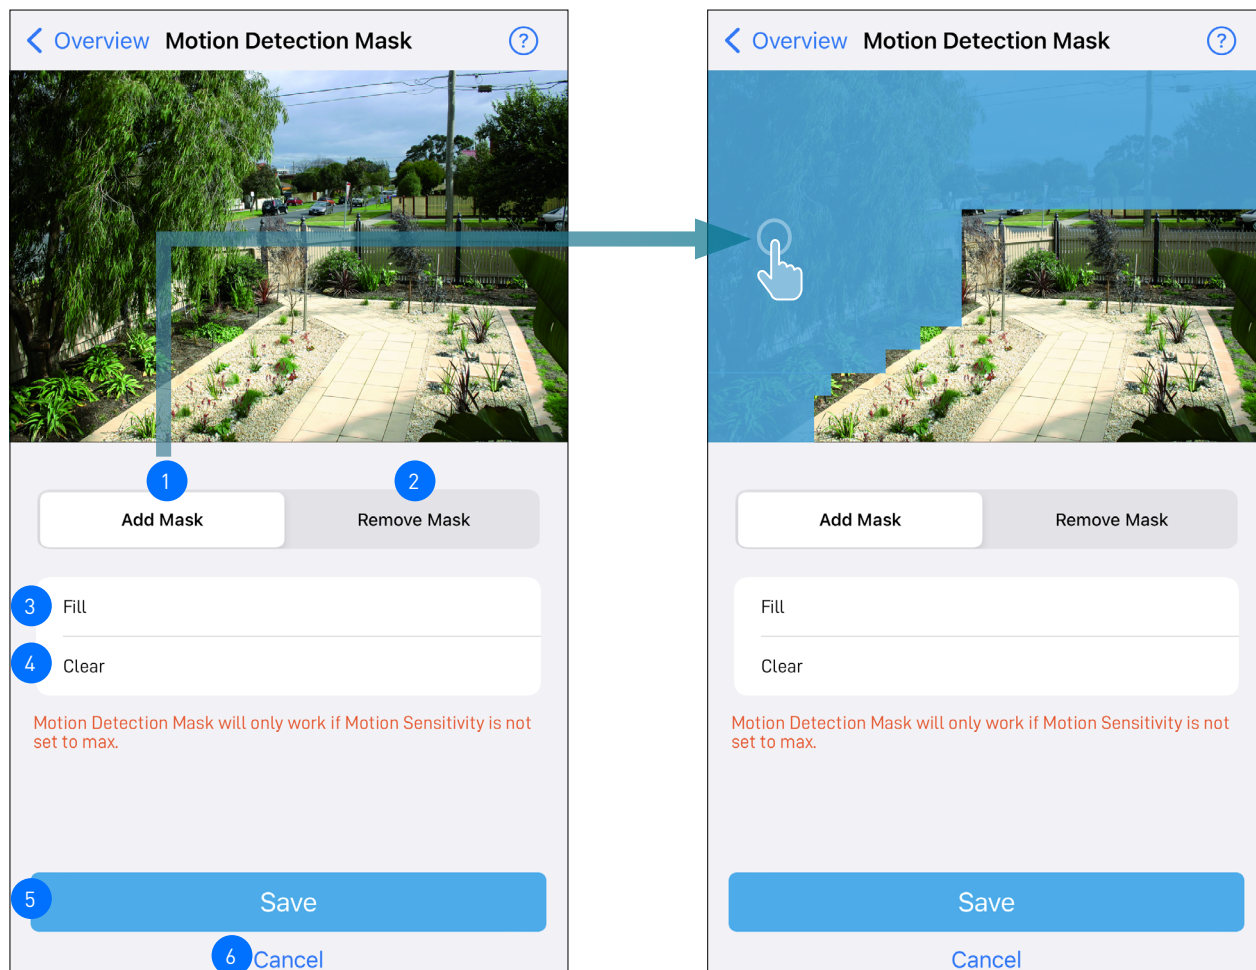 Overview Motion Detection Mask ?
1 2
Add Mask Remove Mask
3 Fill
4 Clear
Motion Detection Mask will only work if Motion Sensitivity is not
set to max.
5 Save
6 Cancel
Overview Motion Detection Mask ?
Add Mask Remove Mask
Fill
Clear
Motion Detection Mask will only work if Motion Sensitivity is not
set to max.
Save
Cancel